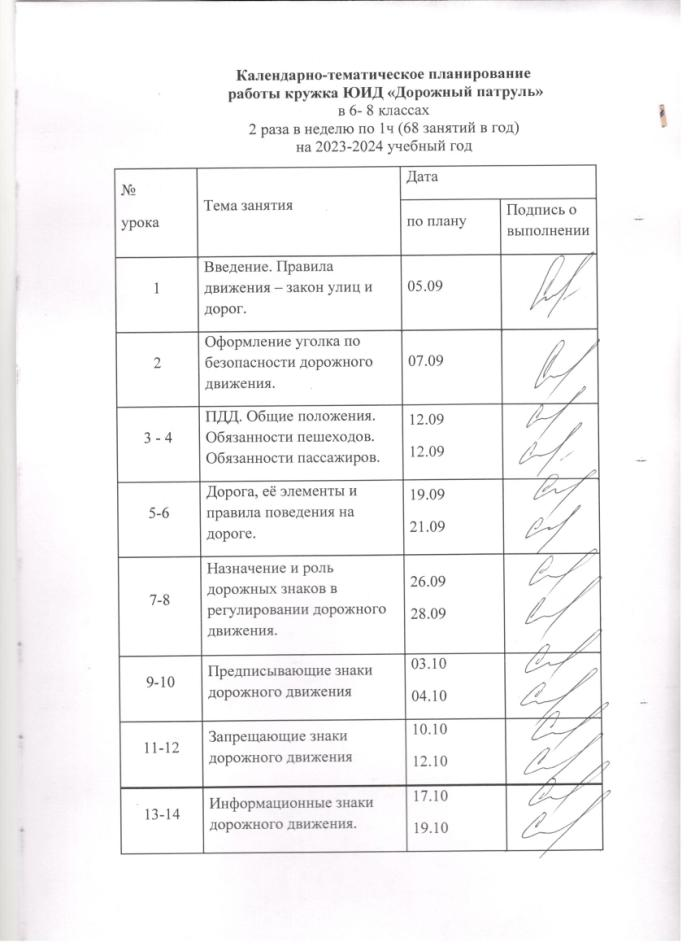 Календарно-тематическое планирование
работы кружка ЮИД «Дорожный патруль»
в 6- 8 классах
2 раза в неделю по 1ч (68 занятий в год)
на 2023-2024 учебный год
№
урока
Тема занятия
Дата
по плану
Подпись о
выполнении
1
Введение. Правила
движения – закон улиц и
дорог.
05.09
2
Оформление уголка по
безопасности дорожного
движения.
07.09
3 - 4
ПДД. Общие положения.
Обязанности пешеходов.
Обязанности пассажиров.
12.09
12.09
5-6
Дорога, её элементы и
правила поведения на
дороге.
19.09
21.09
7-8
Назначение и роль
дорожных знаков в
регулировании дорожного
движения.
26.09
28.09
9-10
Предписывающие знаки
дорожного движения
03.10
04.10
11-12
Запрещающие знаки
дорожного движения
10.10
12.10
13-14
Информационные знаки
дорожного движения.
17.10
19.10